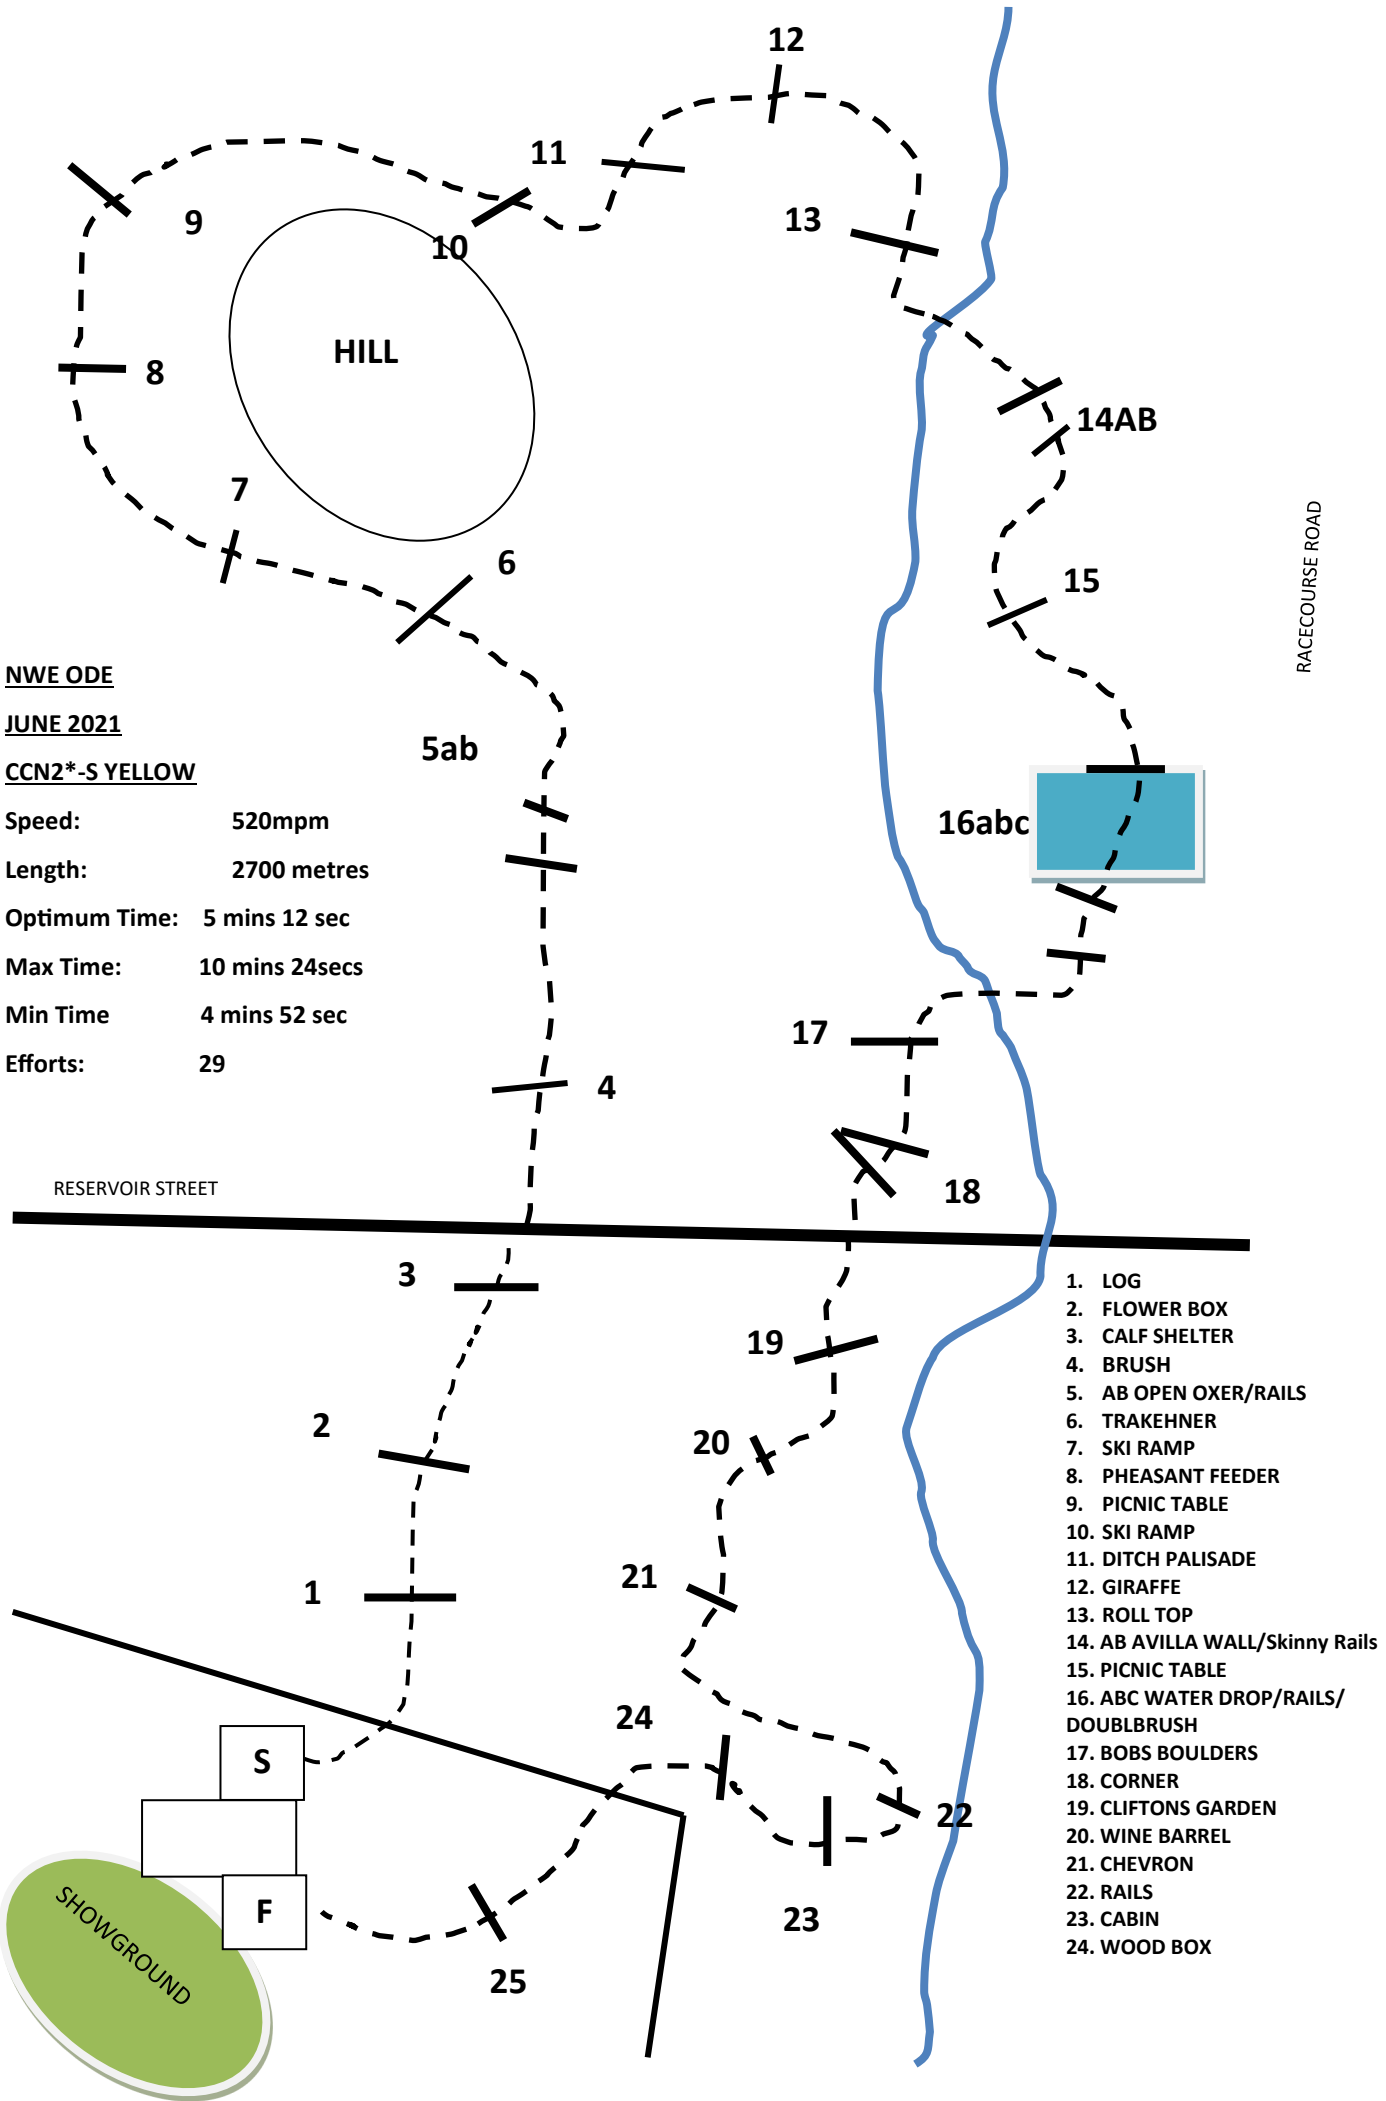 12
11
9
13
10
HILL
8
14AB
7
6
15
RACECOURSE ROAD
NWE ODE
JUNE 2021
CCN2*-S YELLOW
Speed: 520mpm
Length: 2700 metres
Optimum Time: 5 mins 12 sec
Max Time: 10 mins 24secs
Min Time 4 mins 52 sec
Efforts: 29
5ab
16abc
17
4
18
RESERVOIR STREET
3
19
2
20
21
1
24
S
22
F
23
SHOWGROUND
25
1. LOG
2. FLOWER BOX
3. CALF SHELTER
4. BRUSH
5. AB OPEN OXER/RAILS
6. TRAKEHNER
7. SKI RAMP
8. PHEASANT FEEDER
9. PICNIC TABLE
10. SKI RAMP
11. DITCH PALISADE
12. GIRAFFE
13. ROLL TOP
14. AB AVILLA WALL/Skinny Rails
15. PICNIC TABLE
16. ABC WATER DROP/RAILS/
DOUBLBRUSH
17. BOBS BOULDERS
18. CORNER
19. CLIFTONS GARDEN
20. WINE BARREL
21. CHEVRON
22. RAILS
23. CABIN
24. WOOD BOX